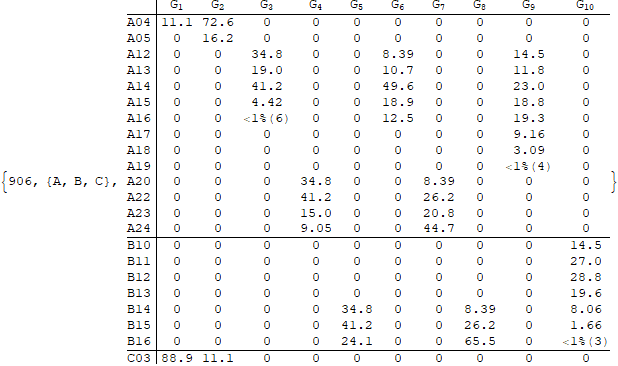 G1 G2 G3 G4 G5 G6 G7 G8 G9 G10
A04 11.1 72.6 0 0 0 0 0 0 0 0
A05 0 16.2 0 0 0 0 0 0 0 0
A12 0 0 34.8 0 0 8.39 0 0 14.5 0
A13 0 0 19.0 0 0 10.7 0 0 11.8 0
A14 0 0 41.2 0 0 49.6 0 0 23.0 0
A15 0 0 4.42 0 0 18.9 0 0 18.8 0
A16 0 0 <1%(6) 0 0 12.5 0 0 19.3 0
A17 0 0 0 0 0 0 0 0 9.16 0
A18 0 0 0 0 0 0 0 0 3.09 0
A19 0 0 0 0 0 0 0 0 <1%(4) 0
{906, {A, B, C}, A20 0 0 0 34.8 0 0 8.39 0 0 0 }
A22 0 0 0 41.2 0 0 26.2 0 0 0
A23 0 0 0 15.0 0 0 20.8 0 0 0
A24 0 0 0 9.05 0 0 44.7 0 0 0
B10 0 0 0 0 0 0 0 0 0 14.5
B11 0 0 0 0 0 0 0 0 0 27.0
B12 0 0 0 0 0 0 0 0 0 28.8
B13 0 0 0 0 0 0 0 0 0 19.6
B14 0 0 0 0 34.8 0 0 8.39 0 8.06
B15 0 0 0 0 41.2 0 0 26.2 0 1.66
B16 0 0 0 0 24.1 0 0 65.5 0 <1%(3)
C03 88.9 11.1 0 0 0 0 0 0 0 0